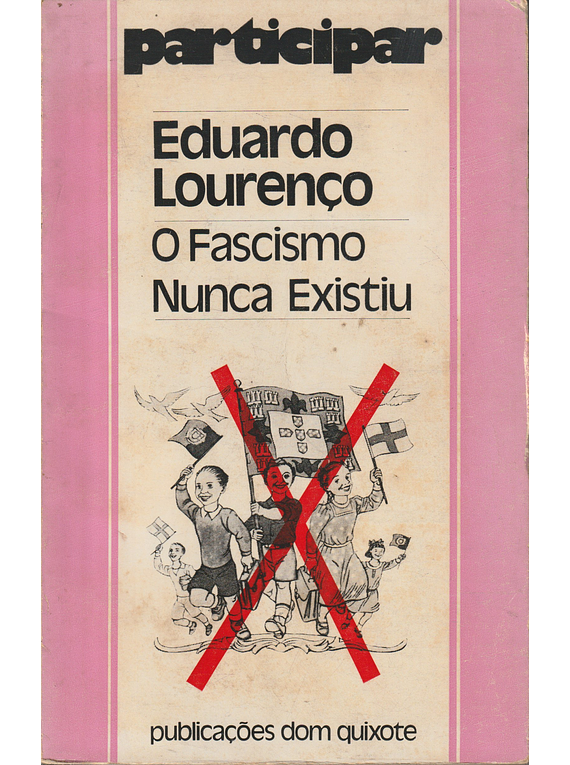 participar
Eduardo
Lourenço
O Fascismo
Nunca Existiu
publicações dom quixote